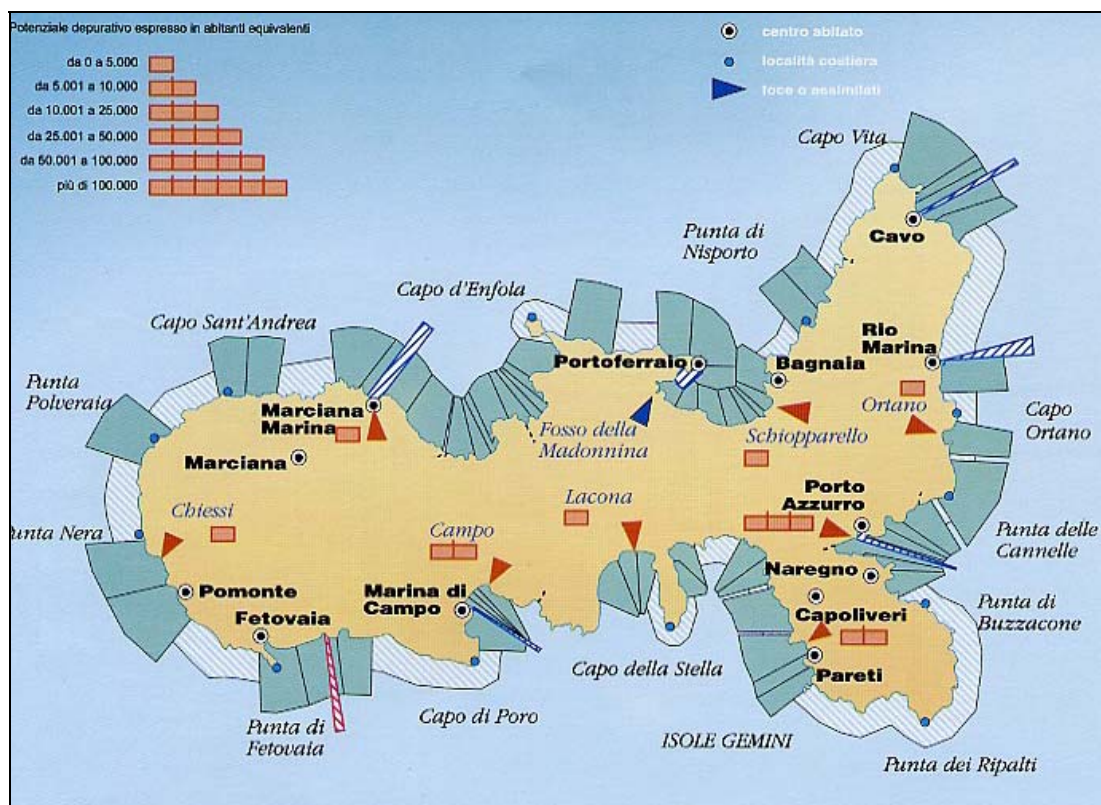 Potenziale depurativo espresso in abitanti equivalenti
da 0 a 5.000
da 5.001 a 10.000
da 10.001 a 25.000
da 25.001 a 50.000
da 50.001 a 100.000
più di 100.000
centro abitato
località costiera
foce o assimilati
Capo Vita
Cavo
Punta di
Nisporto
Capo d'Enfola
Capo Sant'Andrea
Portoferraio
Bagnaia
Rio
Marina
Punta
Polveraia
Marciana
Marina
Fosso della
Madonnina
Schiopparello
Ortano
Capo
Ortano
Marciana
Chiessi
Punta Nera
Campo
Lacona
Porto
Azzurro
Punta delle
Cannelle
Pomonte
Fetovaia
Marina di
Campo
Naregno
Capoliveri
Punta di
Buzzacone
Pareti
Capo della Stella
Punta di
Fetovaia
Capo di Poro
ISOLE GEMINI
Punta dei Ripalti